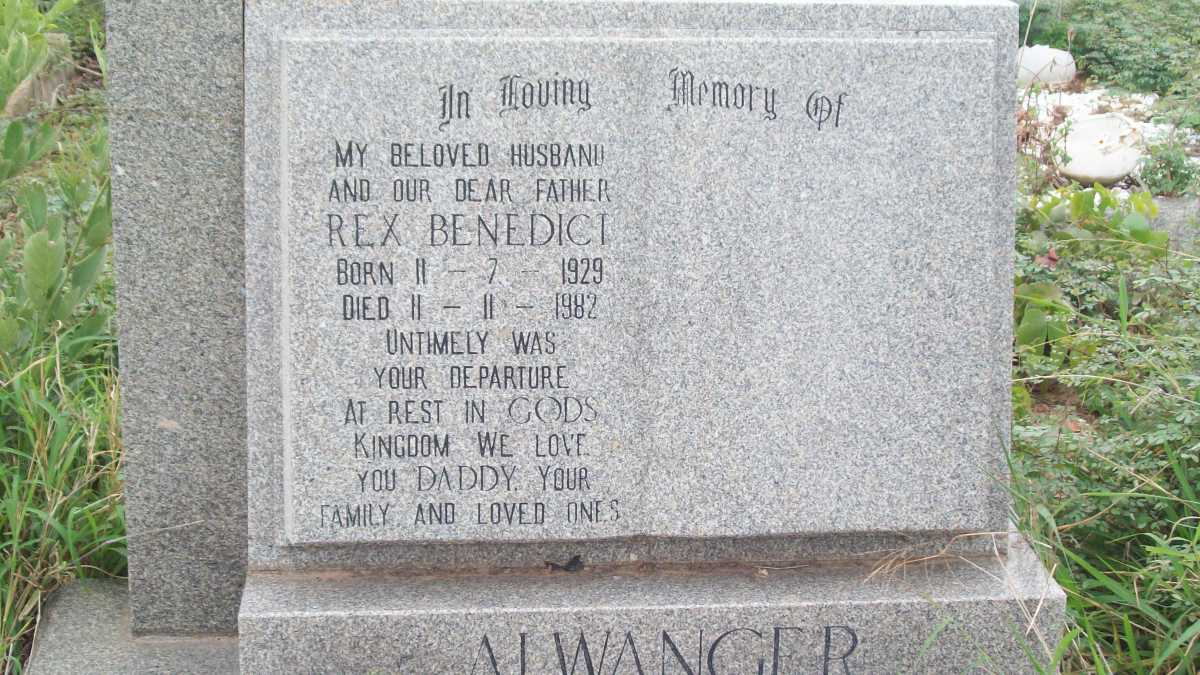 In Loving Memory Of
MY BELOVED HUSBAND
AND OUR DEAR FATHER
REX BENEDICT
BORN 11 - 7 - 1929
DIED 11 - 11 - 1982
UNTIMELY WAS
YOUR DEPARTURE
AT REST IN GODS
KINGDOM WE LOVE
YOU DADDY. YOUR
FAMILY AND LOVED ONES
ALWANGER